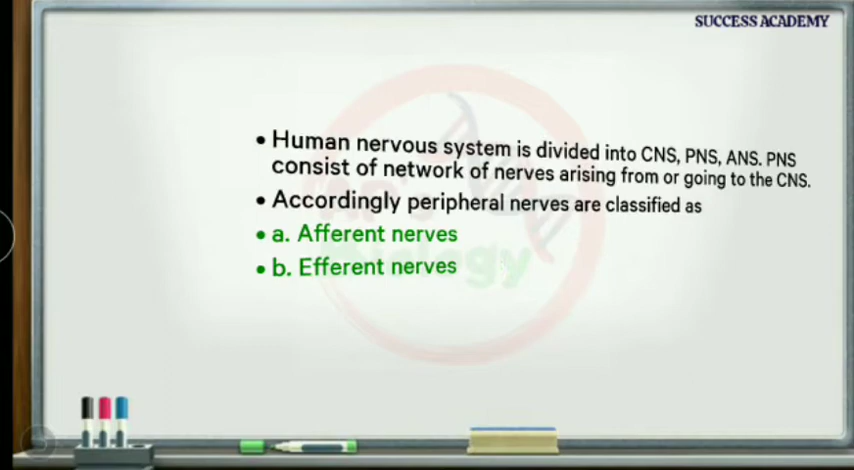 SUCCESS ACADEMY
• Human nervous system is divided into CNS, PNS, ANS. PNS
consist of network of nerves arising from or going to the CNS.
• Accordingly peripheral nerves are classified as
• a. Afferent nerves
• b. Efferent nerves
Biology